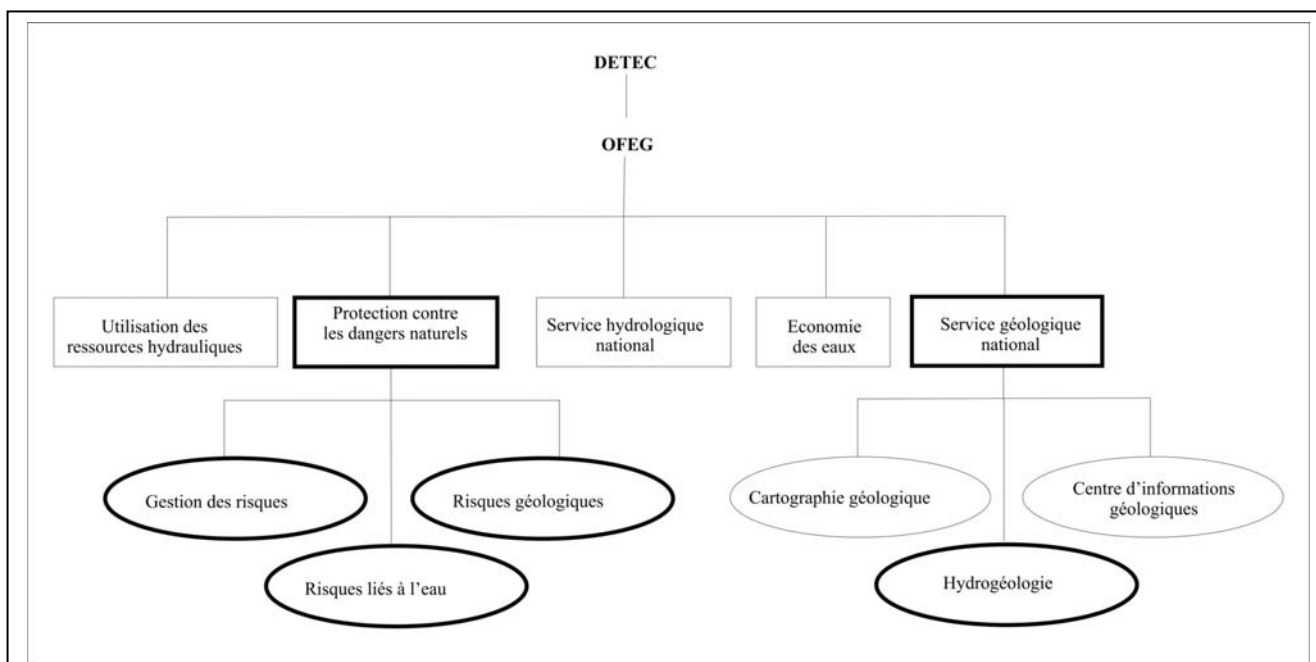 DETEC
OFEG
Utilisation des
ressources hydrauliques
Protection contre
les dangers naturels
Service hydrologique
national
Economie
des eaux
Service géologique
national
Gestion des risques
Risques géologiques
Risques liés à l’eau
Cartographie géologique
Centre d’informations
géologiques
Hydrogéologie